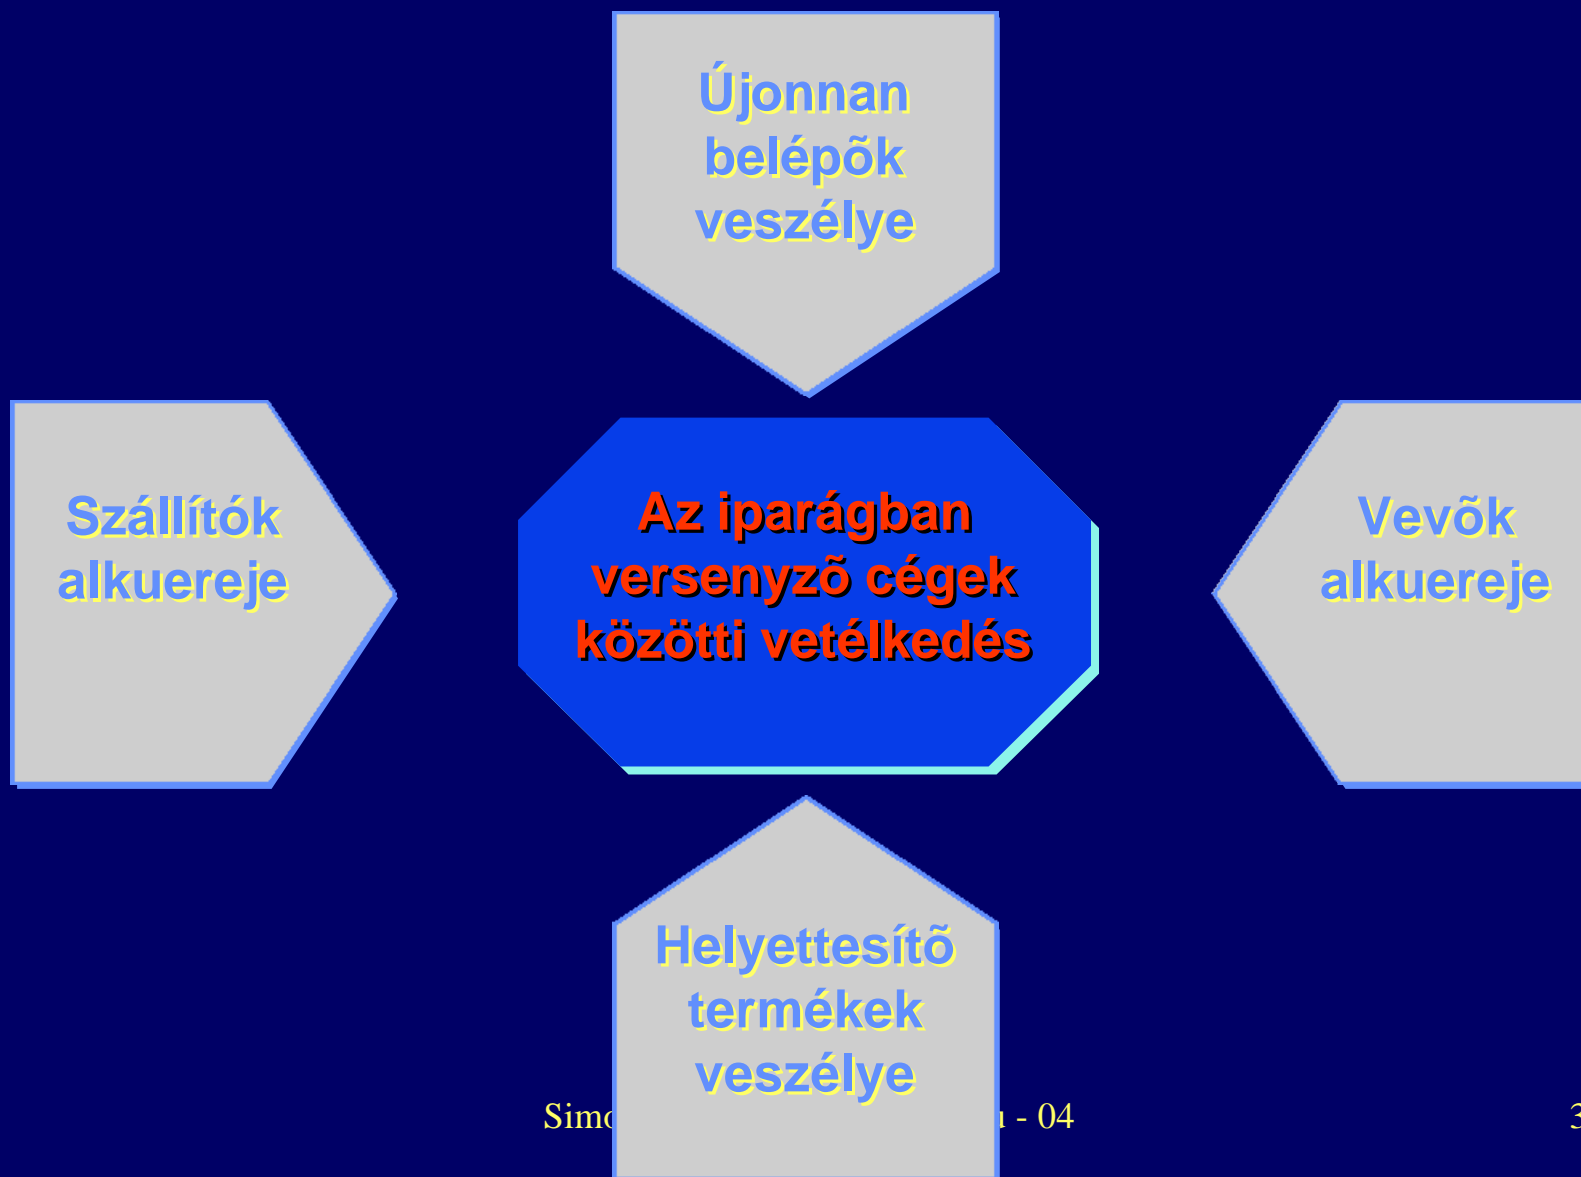 Újonnan
belépõk
veszélye
Szállítók
alkuereje
Az iparágban
versenyzõ cégek
közötti vetélkedés
Vevõk
alkuereje
Helyettesítõ
termékek
veszélye
- 04